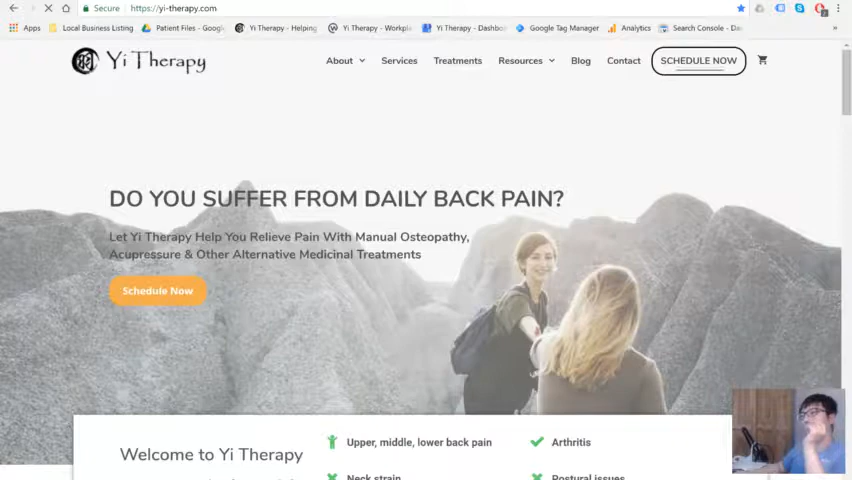 Secure https://yi-therapy.com
Apps Local Business Listing Patient Files - Googl Yi Therapy - Helping Yi Therapy - Workpl Yi Therapy - Dashbo Google Tag Manager Analytics Search Console - Da »
Yi Therapy About Services Treatments Resources Blog Contact SCHEDULE NOW
DO YOU SUFFER FROM DAILY BACK PAIN?
Let Yi Therapy Help You Relieve Pain With Manual Osteopathy,
Acupressure & Other Alternative Medicinal Treatments
Schedule Now
Welcome to Yi Therapy
Upper, middle, lower back pain
Arthritis
Neck strain
Postural issues